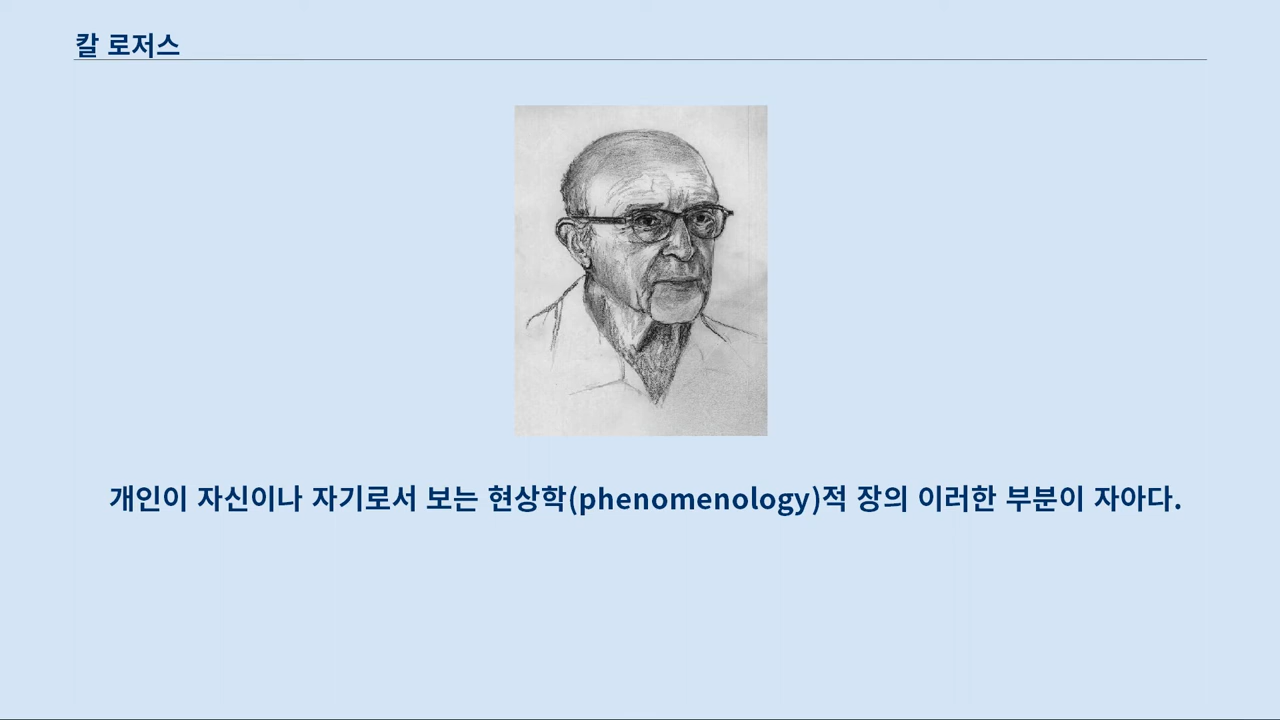 칼 로저스
개인이 자신이나 자기로서 보는 현상학(phenomenology)적 장의 이러한 부분이 자아다.